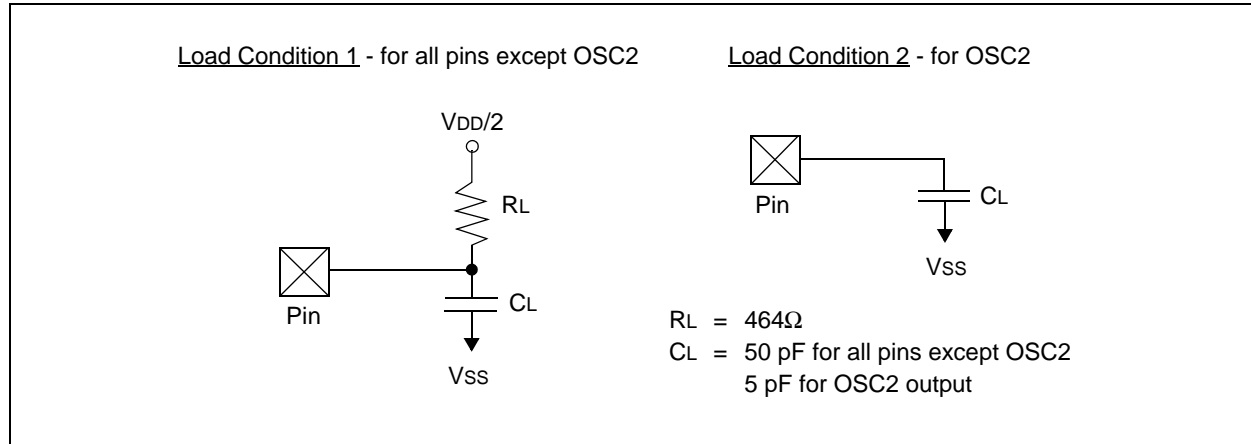 Load Condition 1 - for all pins except OSC2
VDD/2
RL
Pin
CL
VSS
Load Condition 2 - for OSC2
Pin
CL
VSS
RL = 464Ω
CL = 50 pF for all pins except OSC2
5 pF for OSC2 output